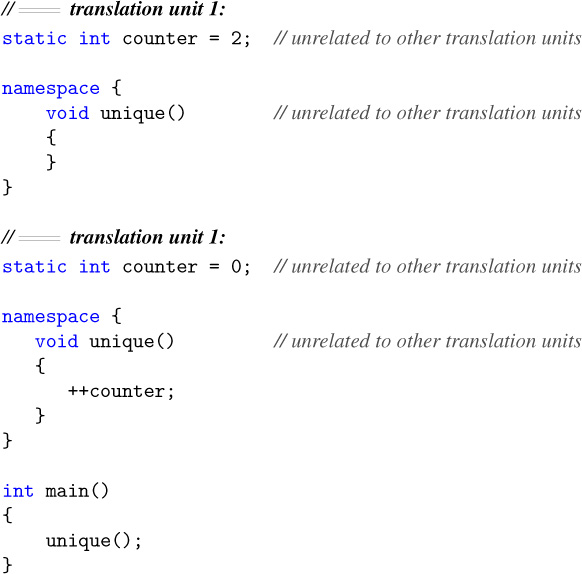 // ==== translation unit 1:
static int counter = 2;  // unrelated to other translation units
namespace {
    void unique()        // unrelated to other translation units
    {
    }
}
// ==== translation unit 1:
static int counter = 0;  // unrelated to other translation units
namespace {
   void unique()         // unrelated to other translation units
   {
      ++counter;
   }
}
int main()
{
    unique();
}